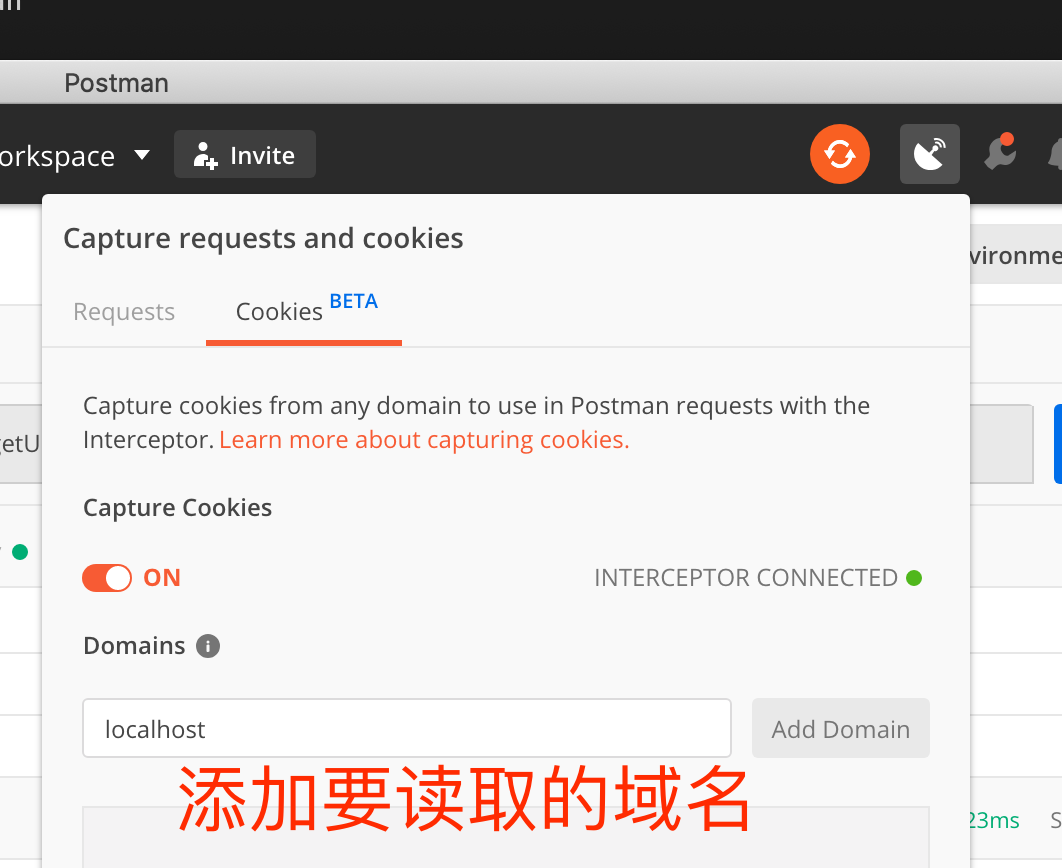 Postman
orkspace
Invite
Capture requests and cookies
vironme
Requests
Cookies BETA
Capture cookies from any domain to use in Postman requests with the
Interceptor. Learn more about capturing cookies.
etU
Capture Cookies
ON
INTERCEPTOR CONNECTED
Domains
localhost
Add Domain
添加要读取的域名
23ms
S